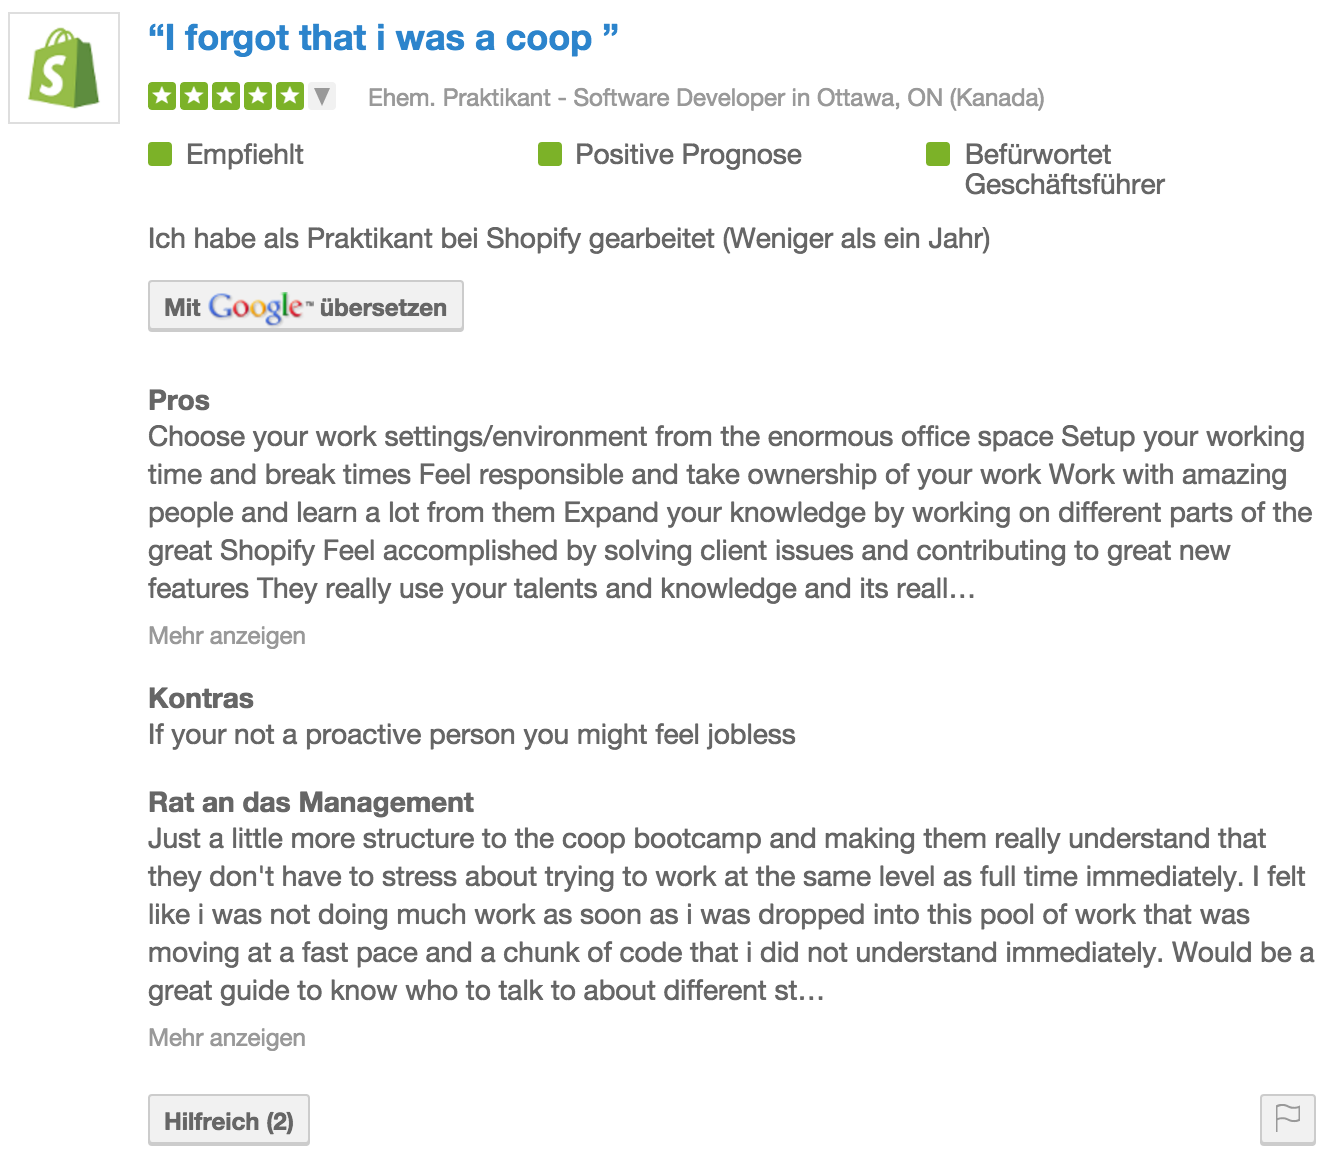 “I forgot that i was a coop ”
Ehem. Praktikant - Software Developer in Ottawa, ON (Kanada)
Empfiehlt
Positive Prognose
Befürwortet
Geschäftsführer
Ich habe als Praktikant bei Shopify gearbeitet (Weniger als ein Jahr)
Mit Google™ übersetzen
Pros
Choose your work settings/environment from the enormous office space Setup your working
time and break times Feel responsible and take ownership of your work Work with amazing
people and learn a lot from them Expand your knowledge by working on different parts of the
great Shopify Feel accomplished by solving client issues and contributing to great new
features They really use your talents and knowledge and its reall…
Mehr anzeigen
Kontras
If your not a proactive person you might feel jobless
Rat an das Management
Just a little more structure to the coop bootcamp and making them really understand that
they don't have to stress about trying to work at the same level as full time immediately. I felt
like i was not doing much work as soon as i was dropped into this pool of work that was
moving at a fast pace and a chunk of code that i did not understand immediately. Would be a
great guide to know who to talk to about different st…
Mehr anzeigen
Hilfreich (2)